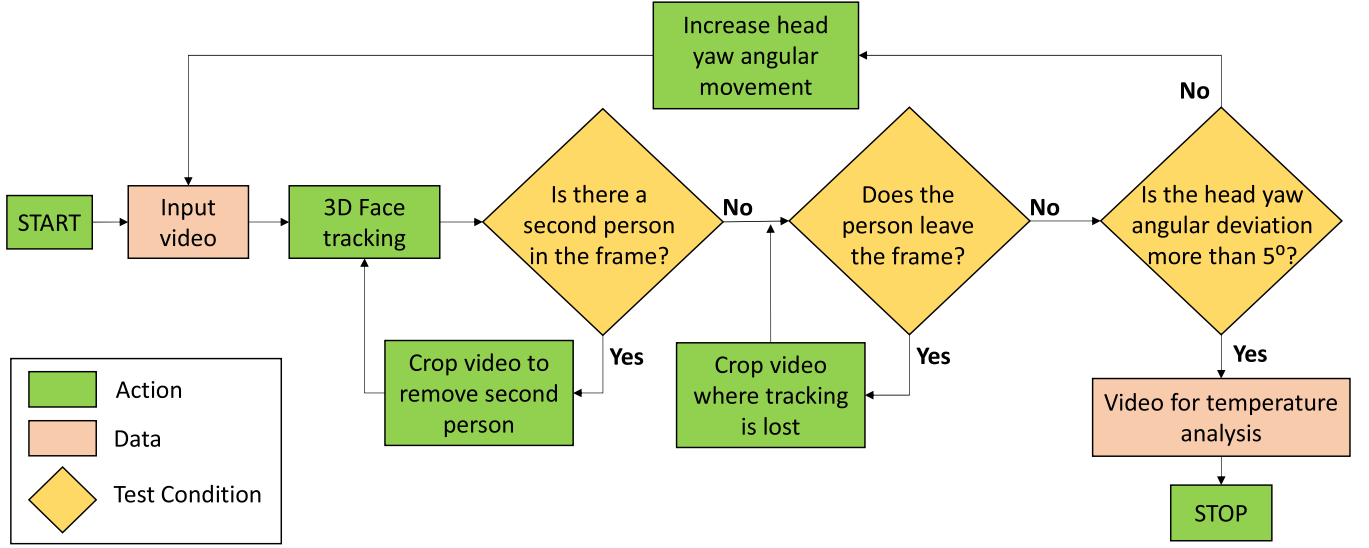 Increase head
yaw angular
movement
No
START
Input
video
3D Face
tracking
Is there a
second person
in the frame?
No
Does the
person leave
the frame?
No
Is the head yaw
angular deviation
more than 5⁰?
Yes
Crop video to
remove second
person
Yes
Crop video
where tracking
is lost
Yes
Video for temperature
analysis
STOP
Action
Data
Test Condition